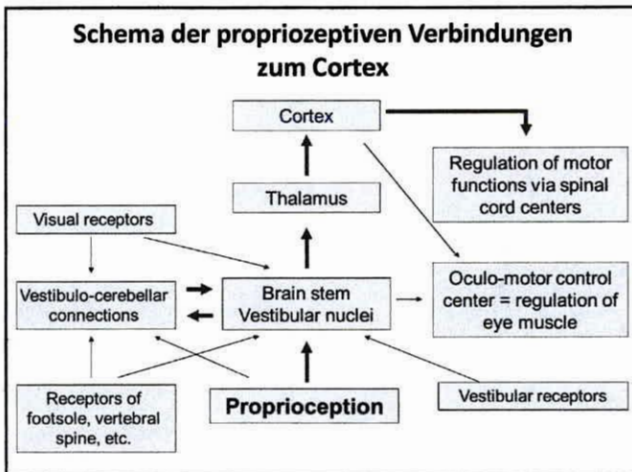 Schema der propriozeptiven Verbindungen
zum Cortex
Cortex
Regulation of motor
functions via spinal
cord centers
Thalamus
Visual receptors
Vestibulo-cerebellar
connections
Brain stem
Vestibular nuclei
Oculo-motor control
center = regulation of
eye muscle
Receptors of
footsole, vertebral
spine, etc.
Proprioception
Vestibular receptors